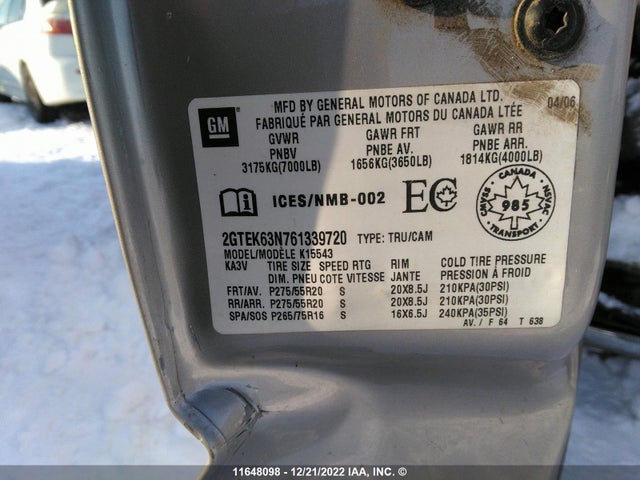 MFD BY GENERAL MOTORS OF CANADA LTD. 04/06
FABRIQUÉ PAR GENERAL MOTORS DU CANADA LTÉE
GM
GVWR GAWR FRT GAWR RR
PNBV PNBE AV. PNBE ARR.
3175KG(7000LB) 1656KG(3650LB) 1814KG(4000LB)
ICES/NMB-002 EC
CANADA
CMVSS NSVAC
985
TRANSPORT
2GTEK63N761339720 TYPE: TRU/CAM
MODEL/MODÈLE K15543
KA3V TIRE SIZE SPEED RTG RIM COLD TIRE PRESSURE
DIM. PNEU COTE VITESSE JANTE PRESSION À FROID
FRT/AV. P275/55R20 S 20X8.5J 210KPA(30PSI)
RR/ARR. P275/55R20 S 20X8.5J 210KPA(30PSI)
SPA/SOS P265/75R16 S 16X6.5J 240KPA(35PSI)
AV./ F 64 T 638
11648098 - 12/21/2022 IAA, INC. ©